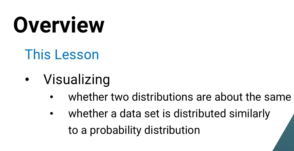 Overview
This Lesson
• Visualizing
• whether two distributions are about the same
• whether a data set is distributed similarly
to a probability distribution